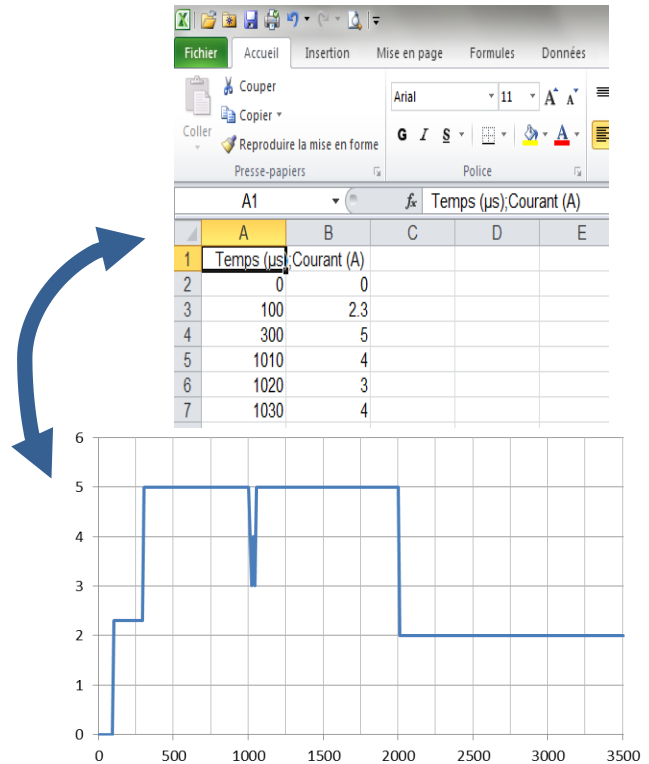 Fichier Accueil Insertion Mise en page Formules Données
Couper
Copier
Coller
Reproduire la mise en forme
Presse-papiers
Arial 11 A A
G I S A
Police
A1 fx Temps (µs);Courant (A)
A B C D E
1 Temps (µs);Courant (A)
2 0 0
3 100 2.3
4 300 5
5 1010 4
6 1020 3
7 1030 4
6
5
4
3
2
1
0
0 500 1000 1500 2000 2500 3000 3500